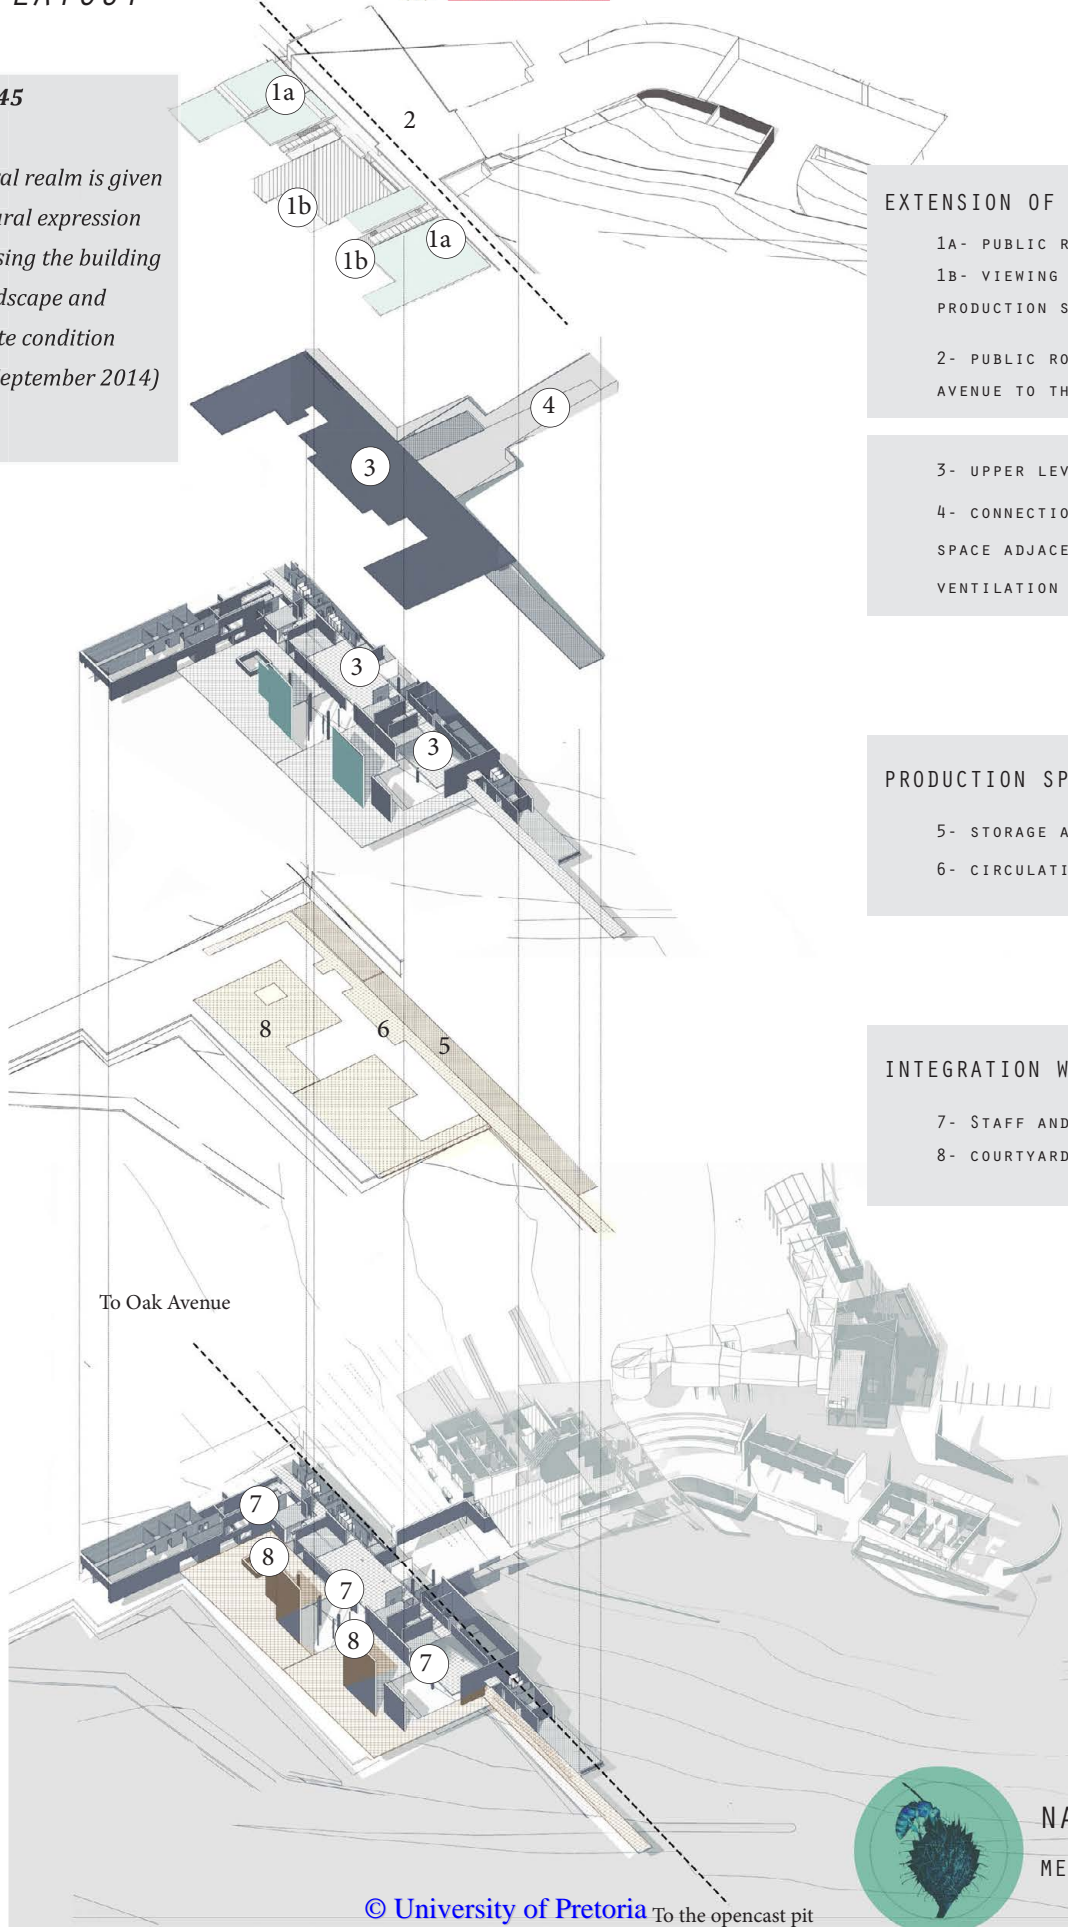 45
al realm is given
ural expression
sing the building
dscape and
te condition
eptember 2014)
1a
2
1b
1a
1b
EXTENSION OF
1A- PUBLIC R
1B- VIEWING
PRODUCTION S
2- PUBLIC RO
AVENUE TO TH
4
3
3- UPPER LEV
4- CONNECTIO
SPACE ADJACE
VENTILATION
3
3
PRODUCTION SP
5- STORAGE A
6- CIRCULATI
8
6
5
INTEGRATION W
7- STAFF AND
8- COURTYARD
To Oak Avenue
7
8
7
8
7
NA
ME
© University of Pretoria
To the opencast pit